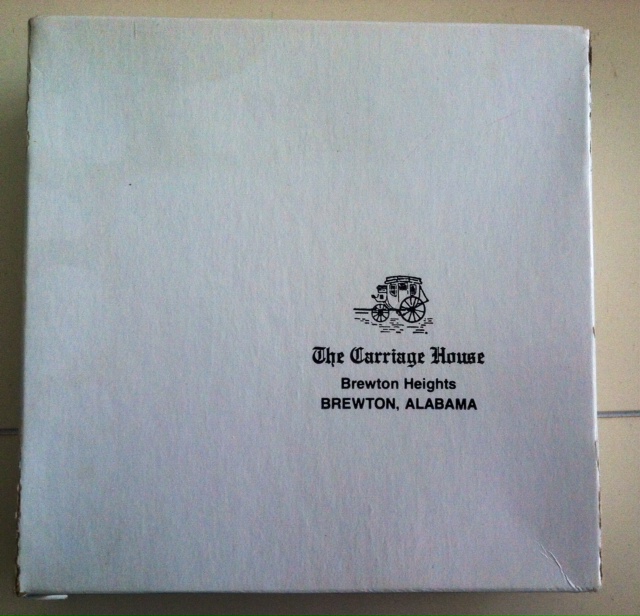 The Carriage House
Brewton Heights
BREWTON, ALABAMA